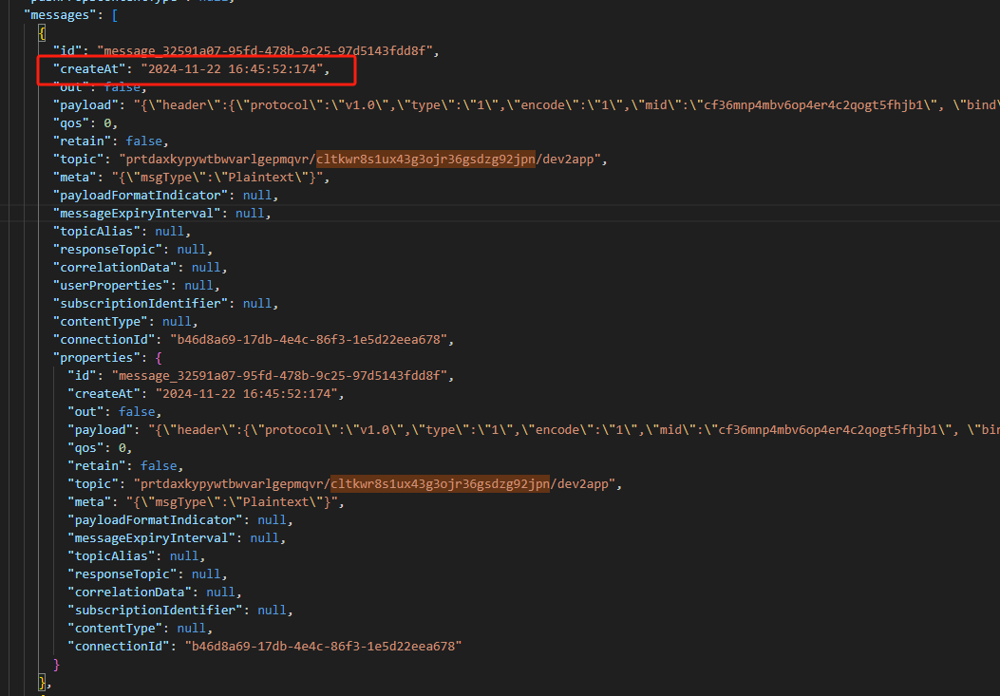 "messages": [
{
"id": "message_32591a07-95fd-478b-9c25-97d5143fdd8f",
"createAt": "2024-11-22 16:45:52:174",
"out": false,
"payload": "{\"header\":{\"protocol\":\"v1.0\",\"type\":\"1\",\"encode\":\"1\",\"mid\":\"cf36mnp4mbv6op4er4c2qogt5fhjb1\", \"bind\
"qos": 0,
"retain": false,
"topic": "prtdaxkypywtbwvarlgepmqvr/cltkwr8s1ux43g3ojr36gsdzg92jpn/dev2app",
"meta": "{\"msgType\":\"Plaintext\"}",
"payloadFormatIndicator": null,
"messageExpiryInterval": null,
"topicAlias": null,
"responseTopic": null,
"correlationData": null,
"userProperties": null,
"subscriptionIdentifier": null,
"contentType": null,
"connectionId": "b46d8a69-17db-4e4c-86f3-1e5d22eea678",
"properties": {
"id": "message_32591a07-95fd-478b-9c25-97d5143fdd8f",
"createAt": "2024-11-22 16:45:52:174",
"out": false,
"payload": "{\"header\":{\"protocol\":\"v1.0\",\"type\":\"1\",\"encode\":\"1\",\"mid\":\"cf36mnp4mbv6op4er4c2qogt5fhjb1\", \"bin
"qos": 0,
"retain": false,
"topic": "prtdaxkypywtbwvarlgepmqvr/cltkwr8s1ux43g3ojr36gsdzg92jpn/dev2app",
"meta": "{\"msgType\":\"Plaintext\"}",
"payloadFormatIndicator": null,
"messageExpiryInterval": null,
"topicAlias": null,
"responseTopic": null,
"correlationData": null,
"subscriptionIdentifier": null,
"contentType": null,
"connectionId": "b46d8a69-17db-4e4c-86f3-1e5d22eea678"
}
},